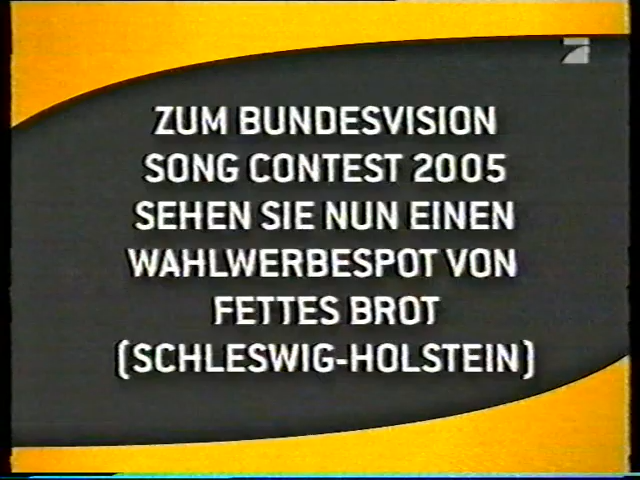 ZUM BUNDESVISION
SONG CONTEST 2005
SEHEN SIE NUN EINEN
WAHLWERBESPOT VON
FETTES BROT
(SCHLESWIG-HOLSTEIN)